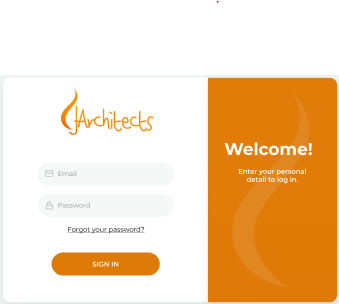 Architects
Email
Password
Forgot your password?
SIGN IN
Welcome!
Enter your personal
detail to log in.